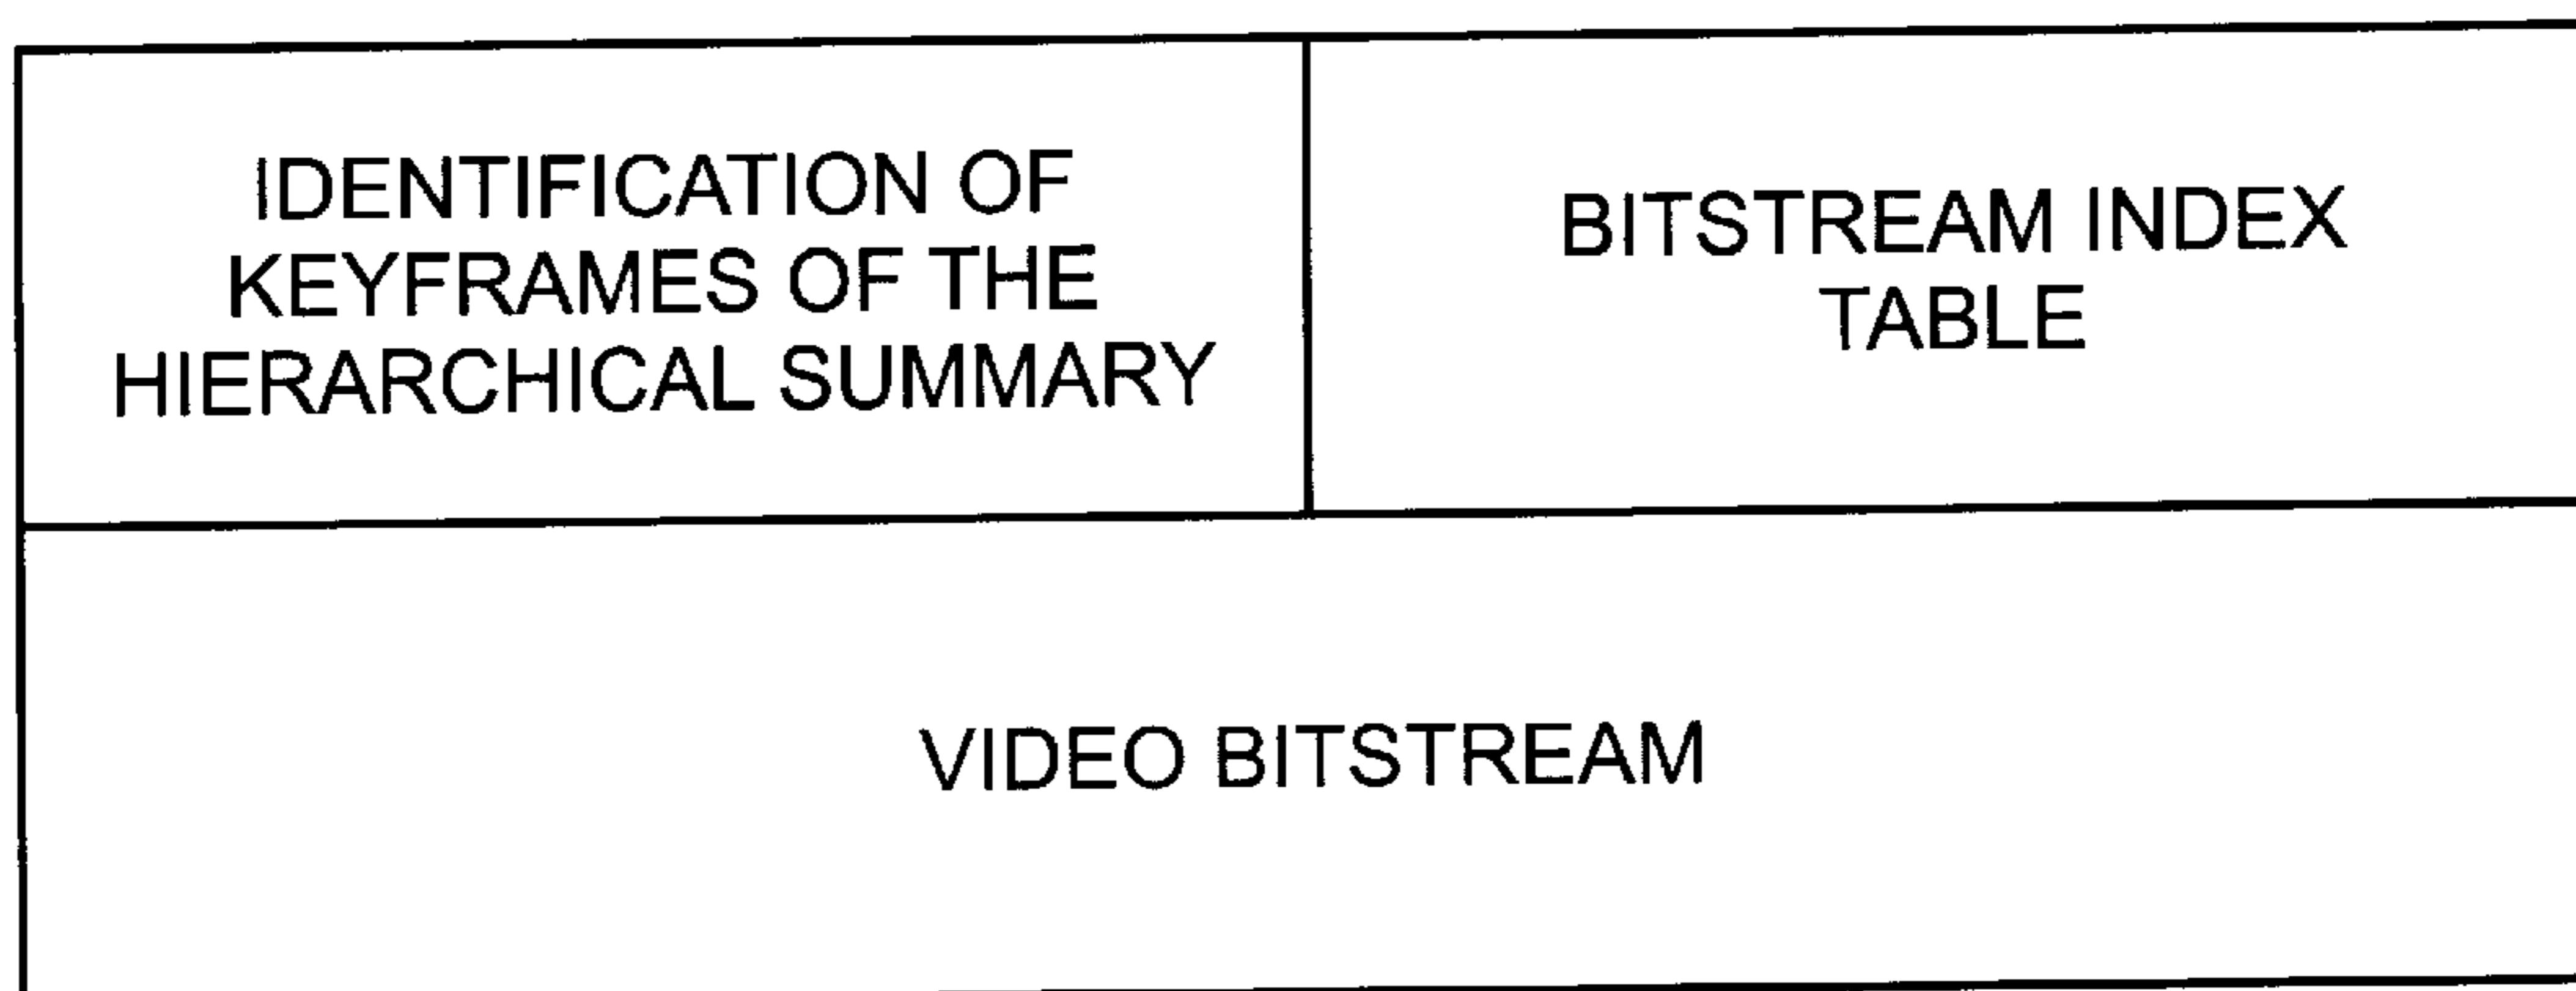 IDENTIFICATION OF
KEYFRAMES OF THE
HIERARCHICAL SUMMARY
BITSTREAM INDEX
TABLE
VIDEO BITSTREAM